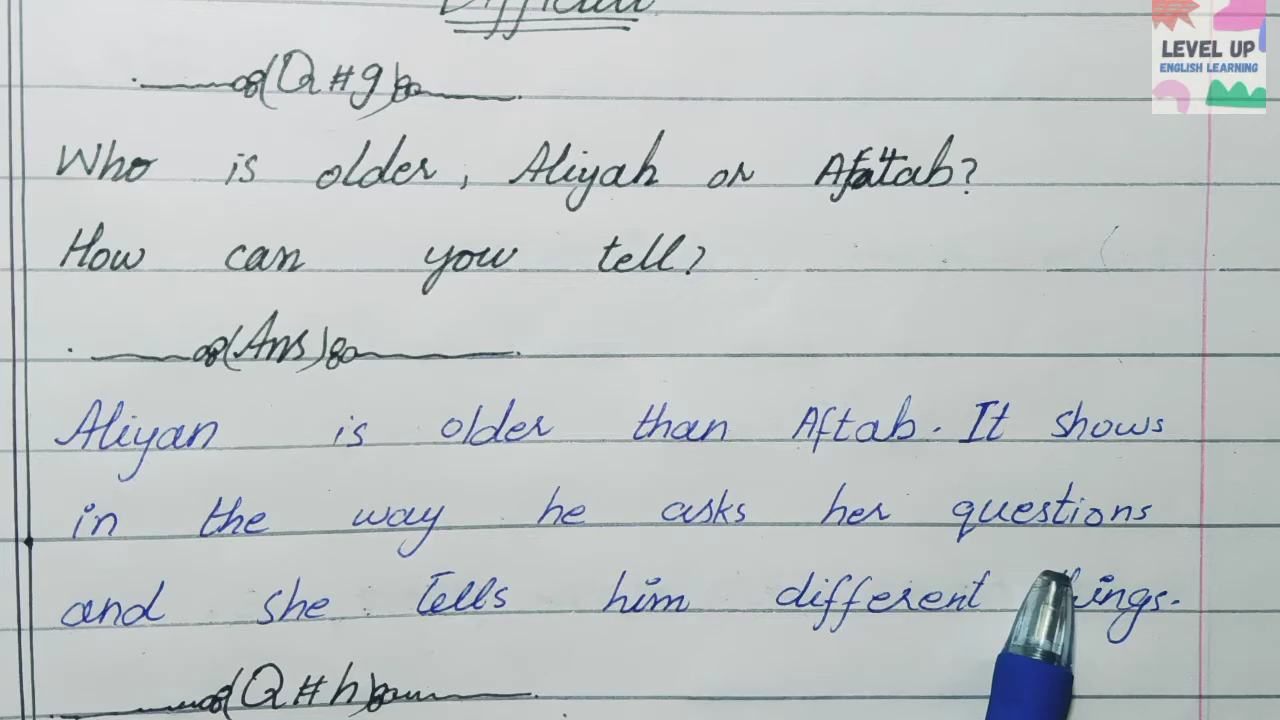 Difficult
LEVEL UP
ENGLISH LEARNING
(Q#g)
Who is older, Aliyah or Aftab?
How can you tell?
(Ans)
Aliyan is older than Aftab. It shows
in the way he asks her questions
and she tells him different things.
(Q#h)